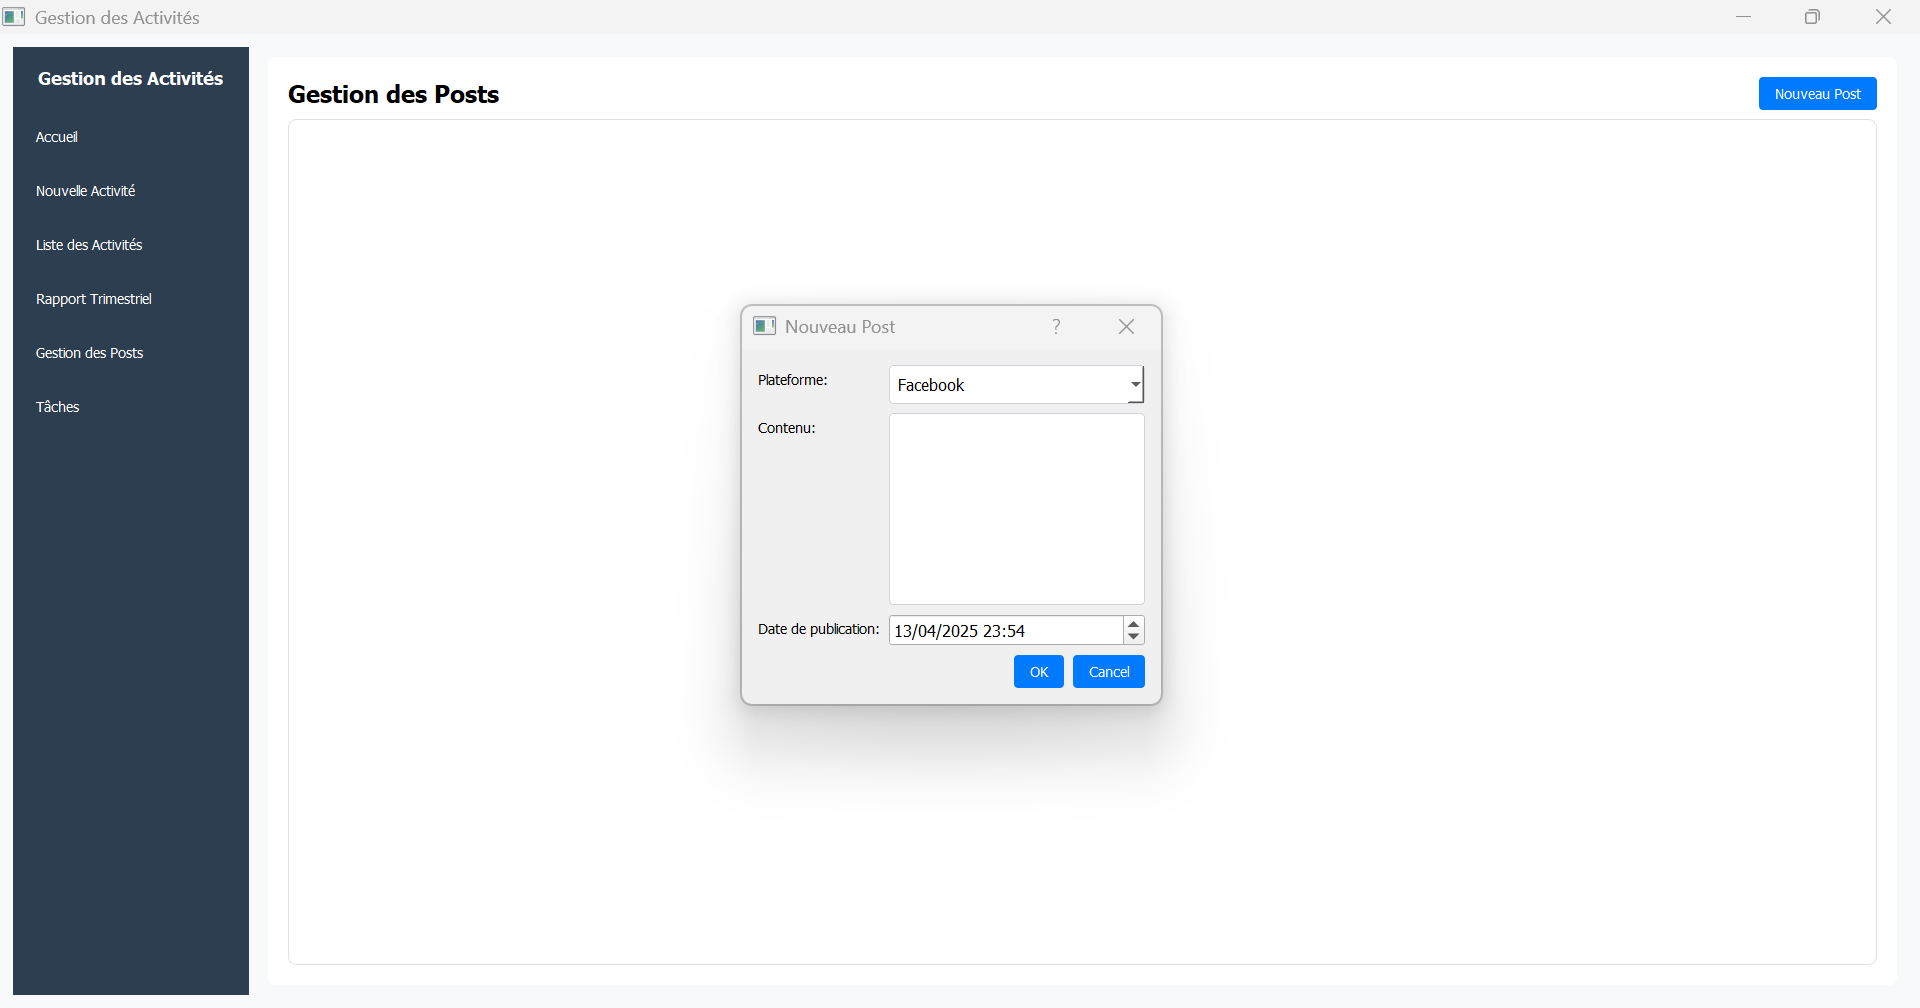 Gestion des Activités
Gestion des Activités
Accueil
Nouvelle Activité
Liste des Activités
Rapport Trimestriel
Gestion des Posts
Tâches
Gestion des Posts
Nouveau Post
Nouveau Post
?
Plateforme:
Facebook
Contenu:
Date de publication:
13/04/2025 23:54
OK
Cancel